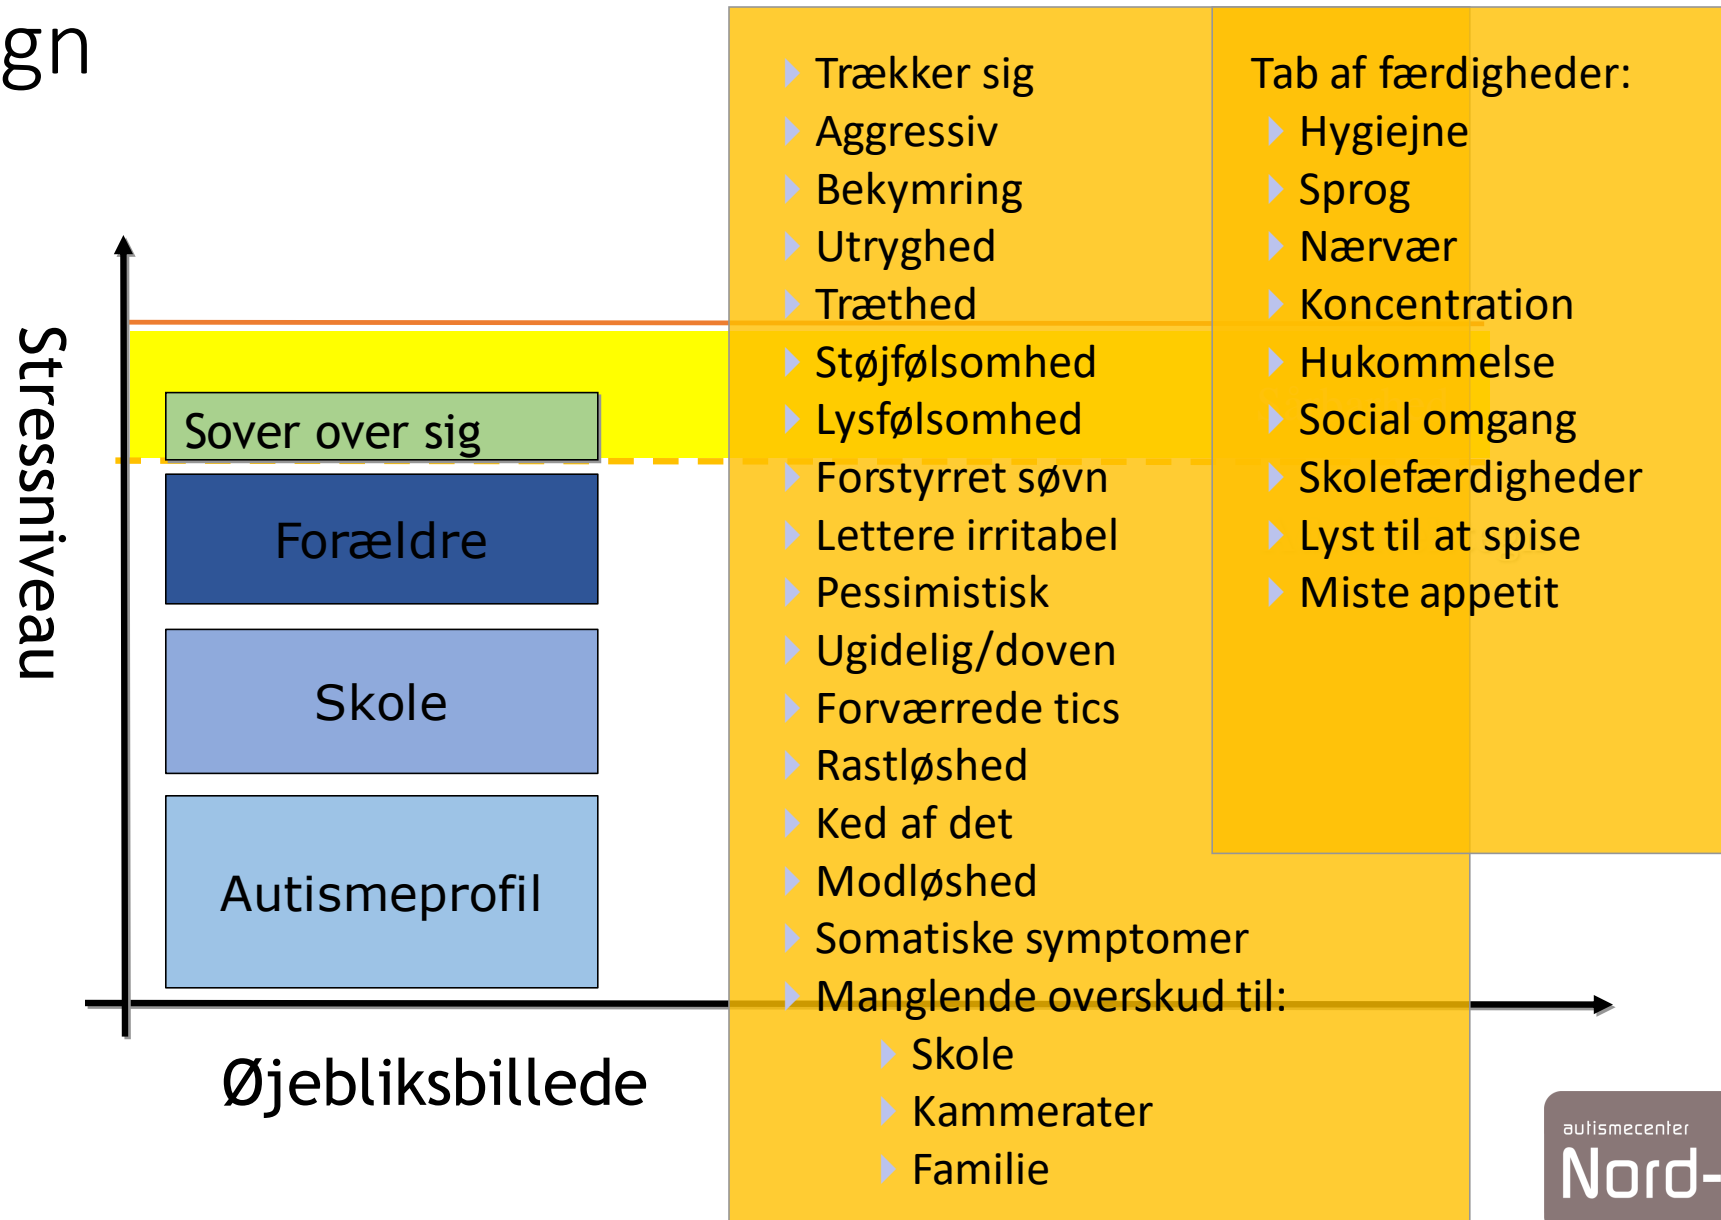 gn
Stressniveau
Sover over sig
Forældre
Skole
Autismeprofil
Øjebliksbillede
Trækker sig
Aggressiv
Bekymring
Utryghed
Træthed
Støjfølsomhed
Lysfølsomhed
Forstyrret søvn
Lettere irritabel
Pessimistisk
Ugidelig/doven
Forværrede tics
Rastløshed
Ked af det
Modløshed
Somatiske symptomer
Manglende overskud til:
Skole
Kammerater
Familie
Tab af færdigheder:
Hygiejne
Sprog
Nærvær
Koncentration
Hukommelse
Social omgang
Skolefærdigheder
Lyst til at spise
Miste appetit
autismecenter
Nord-